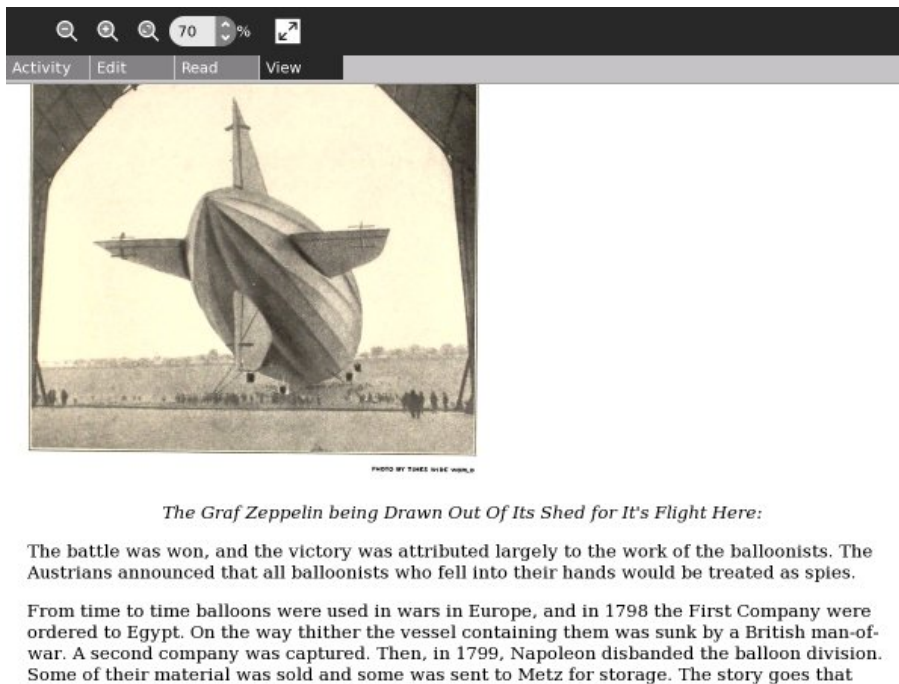 70 %
Activity Edit Read View
PHOTO BY TIMES WIDE WORLD
The Graf Zeppelin being Drawn Out Of Its Shed for It's Flight Here:
The battle was won, and the victory was attributed largely to the work of the balloonists. The
Austrians announced that all balloonists who fell into their hands would be treated as spies.
From time to time balloons were used in wars in Europe, and in 1798 the First Company were
ordered to Egypt. On the way thither the vessel containing them was sunk by a British man-of-
war. A second company was captured. Then, in 1799, Napoleon disbanded the balloon division.
Some of their material was sold and some was sent to Metz for storage. The story goes that